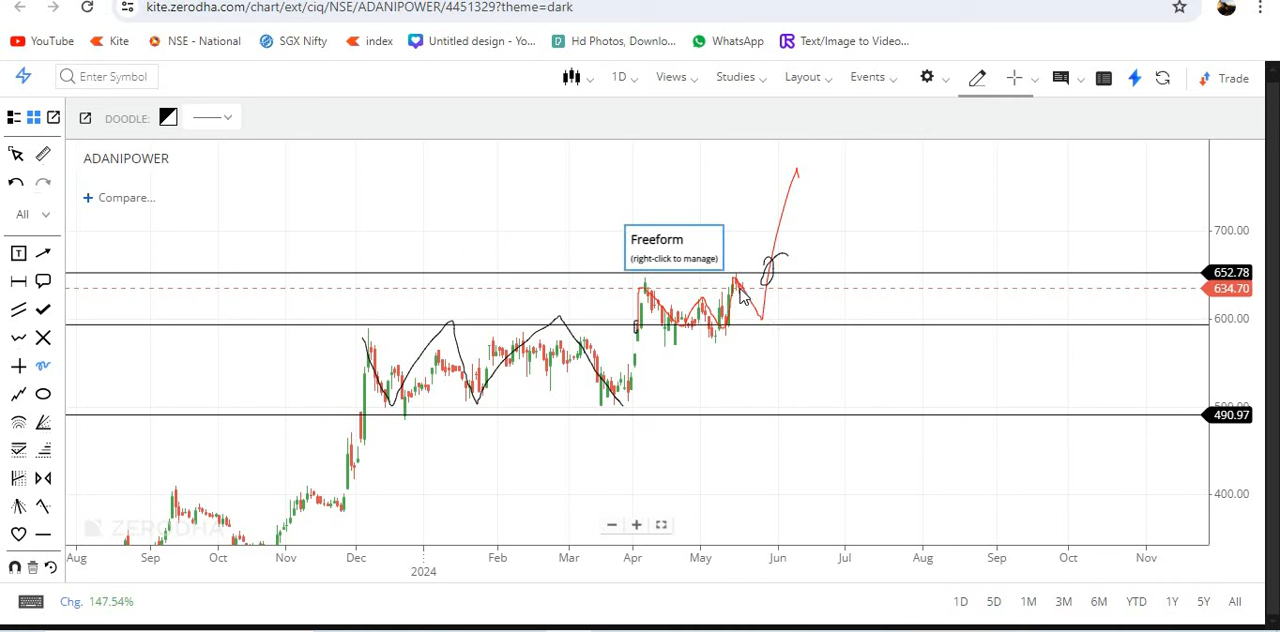 kite.zerodha.com/chart/ext/ciq/NSE/ADANIPOWER/4451329?theme=dark
YouTube Kite NSE - National SGX Nifty index Untitled design - Yo... Hd Photos, Downlo... WhatsApp Text/Image to Video...
Enter Symbol 1D Views Studies Layout Events Trade
DOODLE:
ADANIPOWER
Compare...
All
T
Freeform
(right-click to manage)
700.00
652.78
634.70
600.00
490.97
400.00
ZERODHA
Aug Sep Oct Nov Dec Feb Mar Apr May Jun Jul Aug Sep Oct Nov
2024
Chg. 147.54% 1D 5D 1M 3M 6M YTD 1Y 5Y All